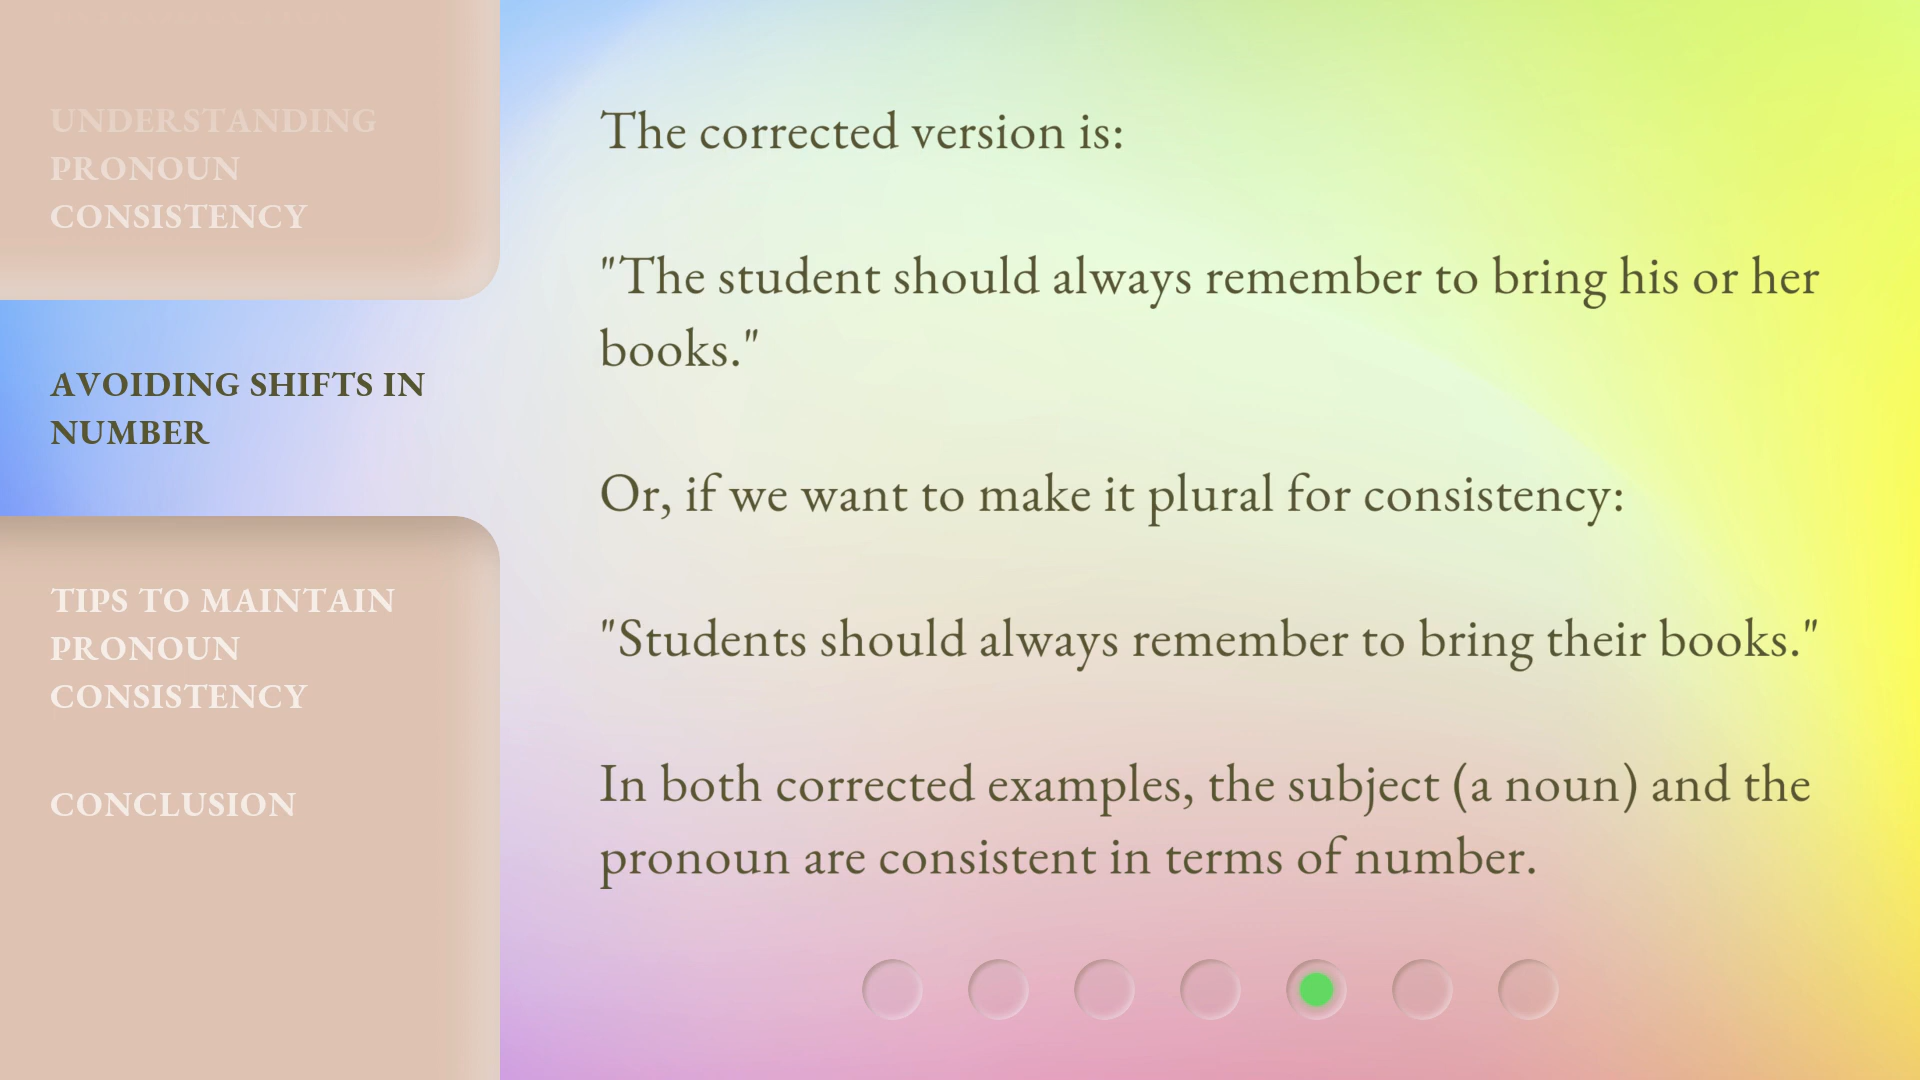 UNDERSTANDING
PRONOUN
CONSISTENCY
AVOIDING SHIFTS IN
NUMBER
TIPS TO MAINTAIN
PRONOUN
CONSISTENCY
CONCLUSION
The corrected version is:
"The student should always remember to bring his or her
books."
Or, if we want to make it plural for consistency:
"Students should always remember to bring their books."
In both corrected examples, the subject (a noun) and the
pronoun are consistent in terms of number.